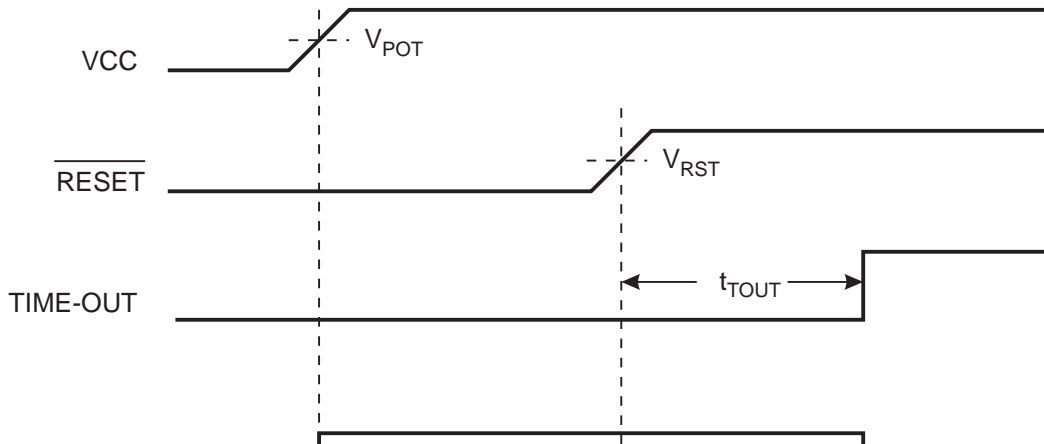 VCC
V_POT
RESET
V_RST
TIME-OUT
t_TOUT